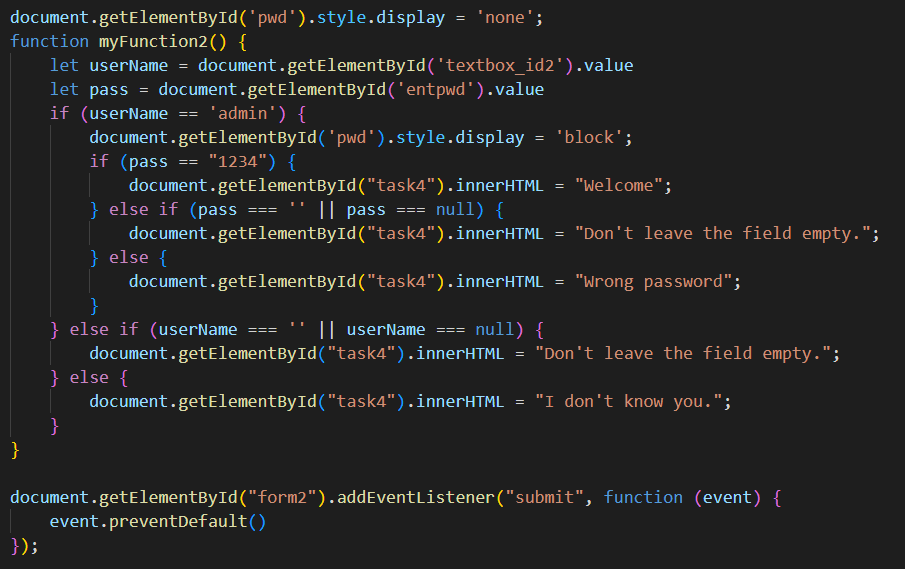 document.getElementById('pwd').style.display = 'none';
function myFunction2() {
    let userName = document.getElementById('textbox_id2').value
    let pass = document.getElementById('entpwd').value
    if (userName == 'admin') {
        document.getElementById('pwd').style.display = 'block';
        if (pass == "1234") {
            document.getElementById("task4").innerHTML = "Welcome";
        } else if (pass === '' || pass === null) {
            document.getElementById("task4").innerHTML = "Don't leave the field empty.";
        } else {
            document.getElementById("task4").innerHTML = "Wrong password";
        }
    } else if (userName === '' || userName === null) {
        document.getElementById("task4").innerHTML = "Don't leave the field empty.";
    } else {
        document.getElementById("task4").innerHTML = "I don't know you.";
    }
}

document.getElementById("form2").addEventListener("submit", function (event) {
    event.preventDefault()
});